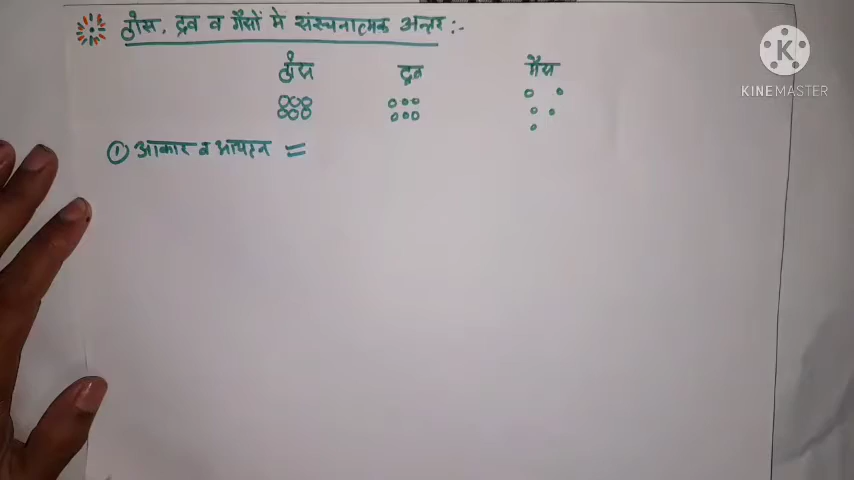 ठोस, द्रव व गैसों मे संरचनात्मक अन्तर :-
ठोस द्रव गैस
① आकार व आयतन =
K
KINEMASTER